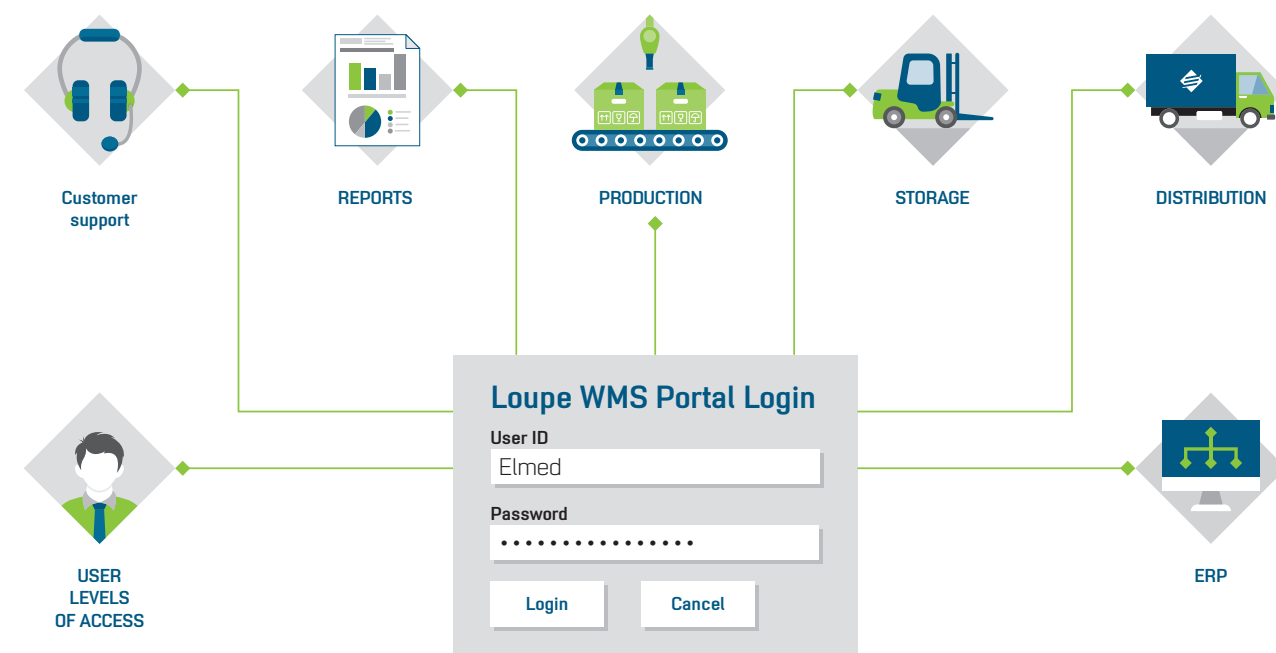 Customer
support
REPORTS
PRODUCTION
STORAGE
DISTRIBUTION
Loupe WMS Portal Login
User ID
Elmed
Password
••••••••••••••••
Login
Cancel
USER
LEVELS
OF ACCESS
ERP